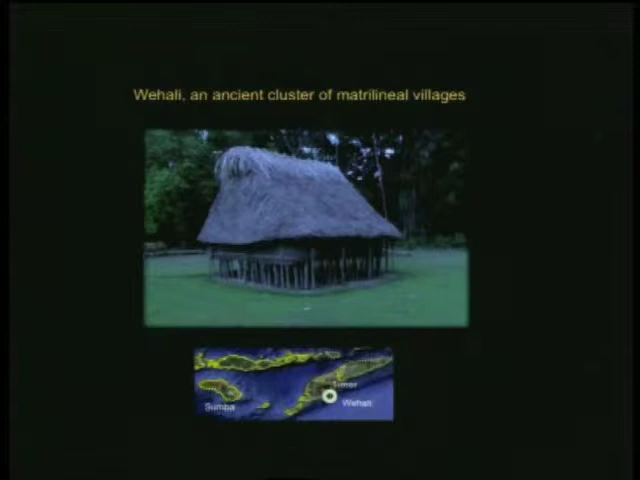 Wehali, an ancient cluster of matrilineal villages
Timor
Sumba
Wehali